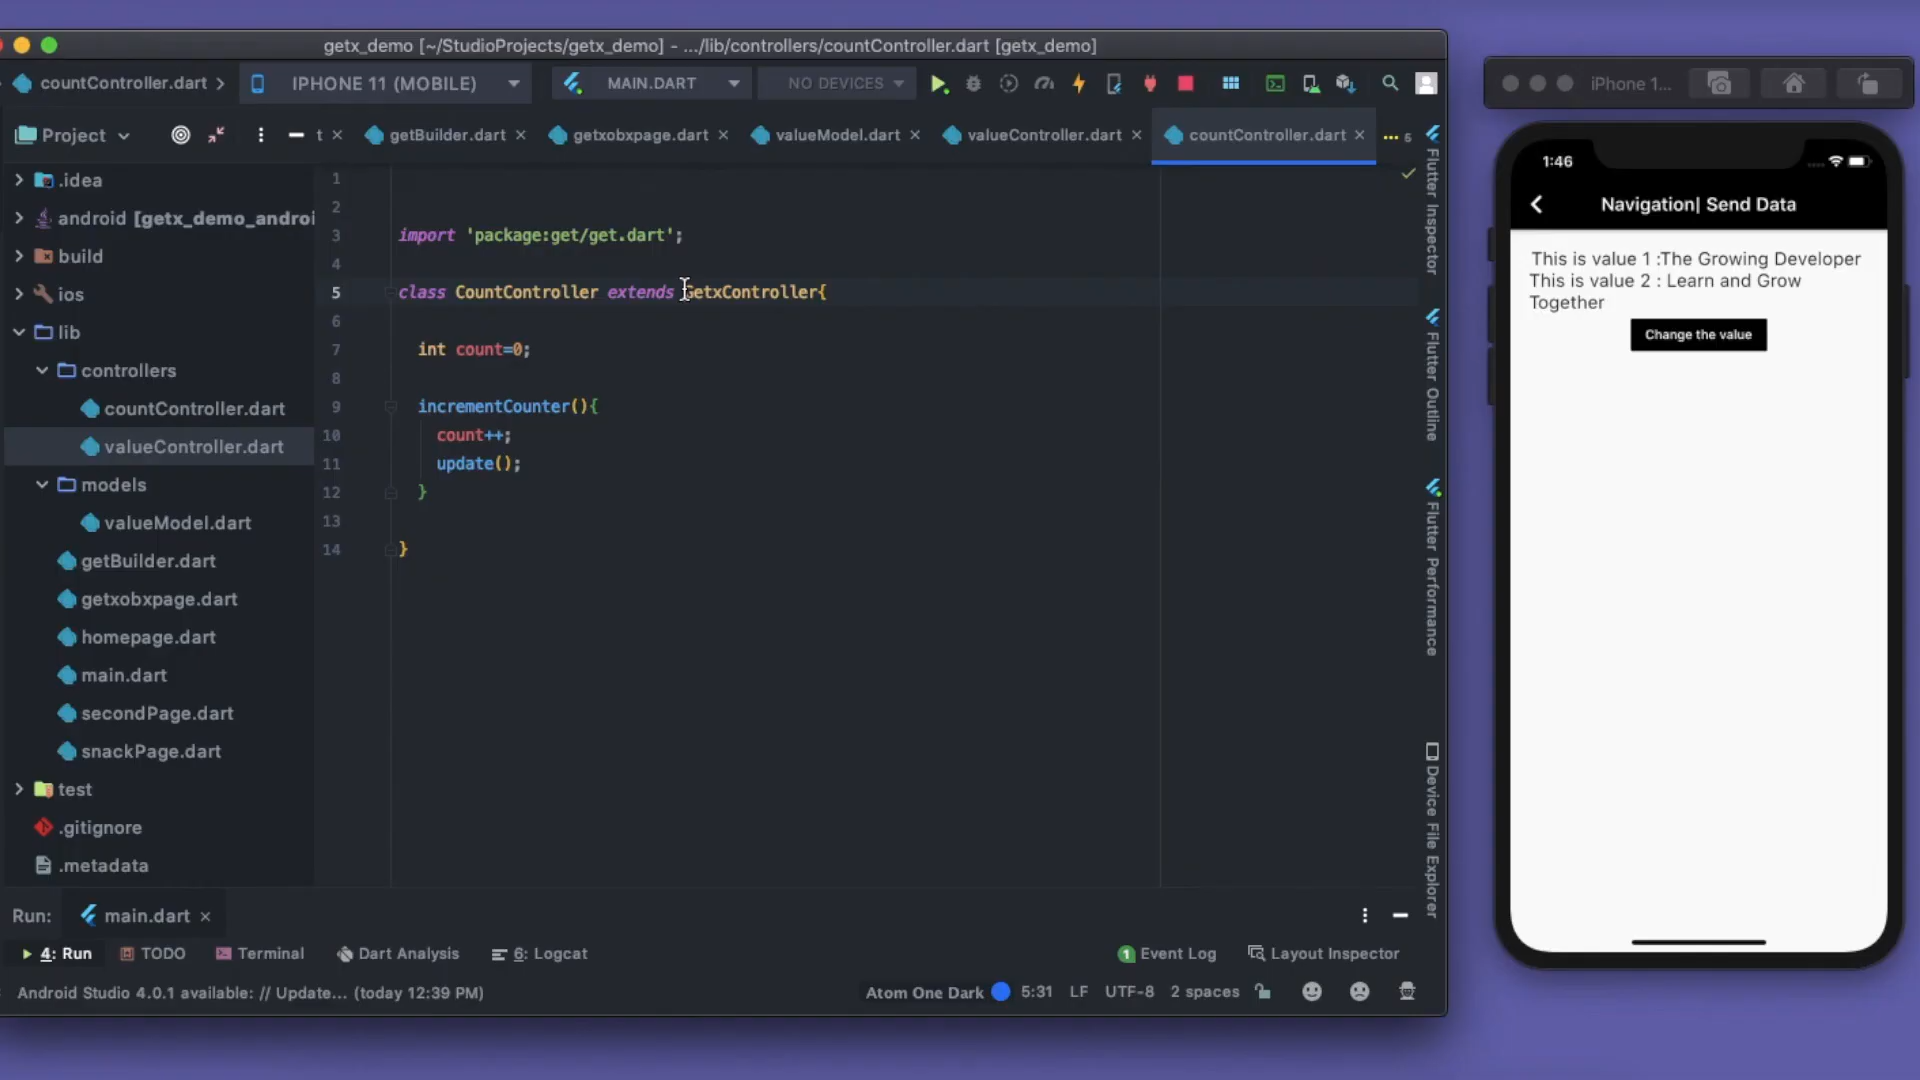 getx_demo [~/StudioProjects/getx_demo] - .../lib/controllers/countController.dart [getx_demo]
countController.dart
IPHONE 11 (MOBILE)
MAIN.DART
NO DEVICES
Project
t
getBuilder.dart
getxobxpage.dart
valueModel.dart
valueController.dart
countController.dart
5
.idea
android [getx_demo_androi
build
ios
lib
controllers
countController.dart
valueController.dart
models
valueModel.dart
getBuilder.dart
getxobxpage.dart
homepage.dart
main.dart
secondPage.dart
snackPage.dart
test
.gitignore
.metadata
1
2
3 import 'package:get/get.dart';
4
5 class CountController extends GetxController{
6
7 int count=0;
8
9 incrementCounter(){
10 count++;
11 update();
12 }
13
14 }
Flutter Inspector
Flutter Outline
Flutter Performance
Device File Explorer
Run:
main.dart
4: Run
TODO
Terminal
Dart Analysis
6: Logcat
1 Event Log
Layout Inspector
Android Studio 4.0.1 available: // Update... (today 12:39 PM)
Atom One Dark
5:31
LF
UTF-8
2 spaces
iPhone 1...
1:46
Navigation| Send Data
This is value 1 :The Growing Developer
This is value 2 : Learn and Grow
Together
Change the value